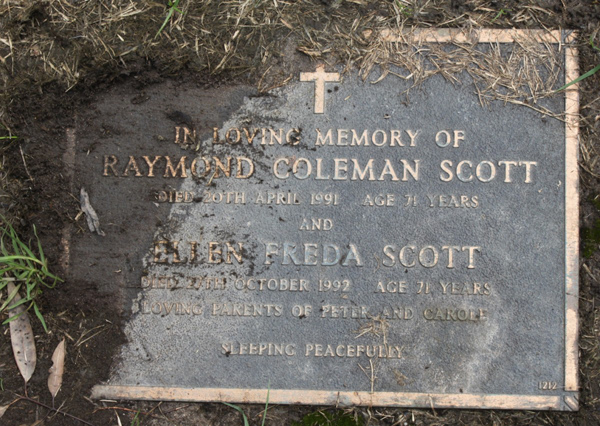 IN LOVING MEMORY OF
RAYMOND COLEMAN SCOTT
DIED 20TH APRIL 1991 AGE 71 YEARS
AND
ELLEN FREDA SCOTT
DIED OCTOBER 1992 AGE 71 YEARS
LOVING PARENTS OF PETER AND CAROLE
SLEEPING PEACEFULLY
1212